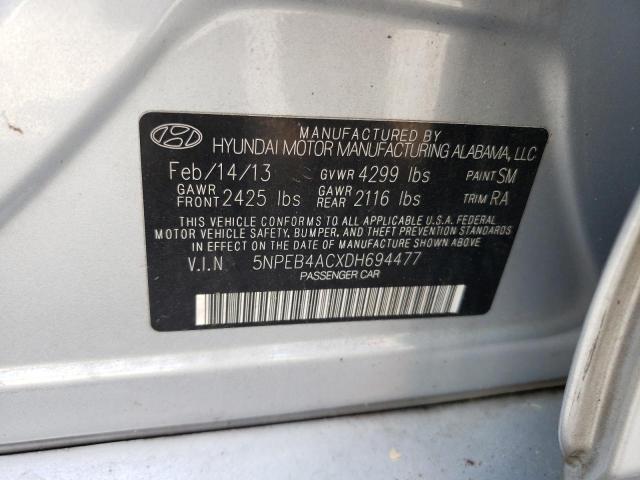 MANUFACTURED BY
HYUNDAI MOTOR MANUFACTURING ALABAMA, LLC
Feb/14/13 GVWR 4299 lbs PAINT SM
GAWR FRONT 2425 lbs GAWR REAR 2116 lbs TRIM RA
THIS VEHICLE CONFORMS TO ALL APPLICABLE U.S.A. FEDERAL
MOTOR VEHICLE SAFETY, BUMPER, AND THEFT STANDARDS
IN EFFECT ON THE DATE OF MANUFACTURE SHOWN ABOVE.
V.I.N 5NPEB4ACXDH694477
PASSENGER CAR